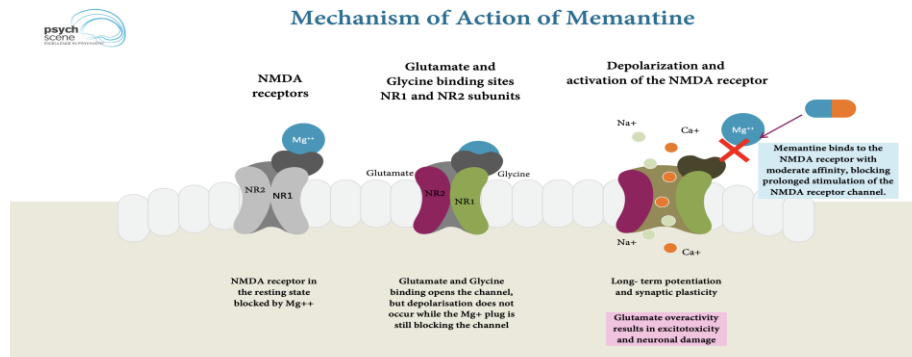 Mechanism of Action of Memantine
psych
scene
NMDA
receptors
Mg++
NR2
NR1
NMDA receptor in
the resting state
blocked by Mg++
Glutamate and
Glycine binding sites
NR1 and NR2 subunits
Glutamate
Glycine
NR2
NR1
Glutamate and Glycine
binding opens the channel,
but depolarisation does not
occur while the Mg+ plug is
still blocking the channel
Depolarization and
activation of the NMDA receptor
Na+
Ca+
Mg++
Memantine binds to the
NMDA receptor with
moderate affinity, blocking
prolonged stimulation of the
NMDA receptor channel.
Na+
Ca+
Long- term potentiation
and synaptic plasticity
Glutamate overactivity
results in excitotoxicity
and neuronal damage